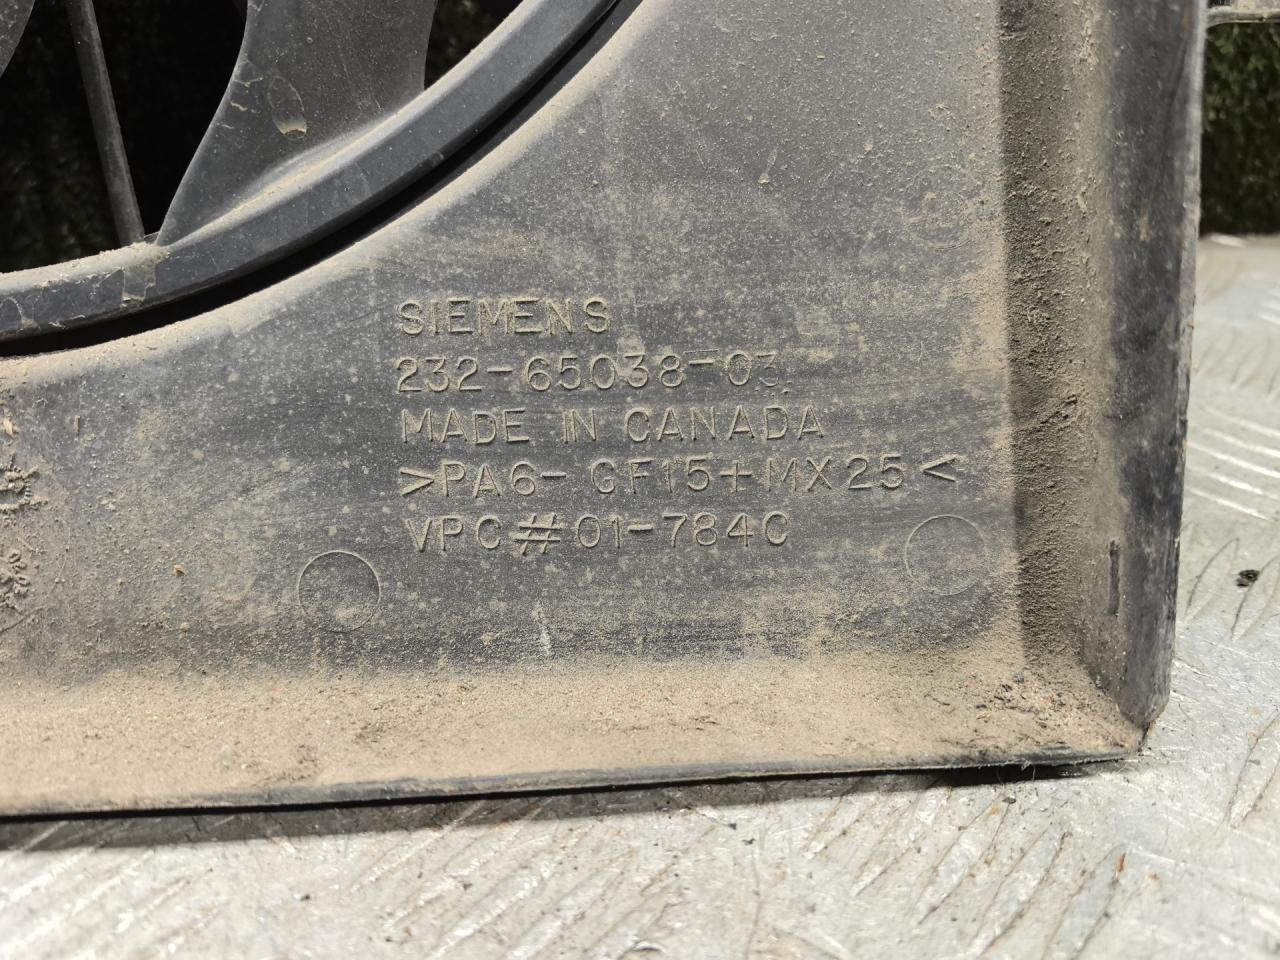 SIEMENS
232-65038-03
MADE IN CANADA
>PA6-GF15+MX25<
VPC#01-784C